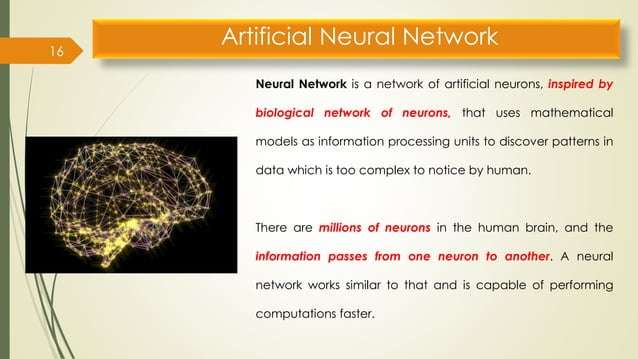 16
Artificial Neural Network
Neural Network is a network of artificial neurons, inspired by
biological network of neurons, that uses mathematical
models as information processing units to discover patterns in
data which is too complex to notice by human.
There are millions of neurons in the human brain, and the
information passes from one neuron to another. A neural
network works similar to that and is capable of performing
computations faster.